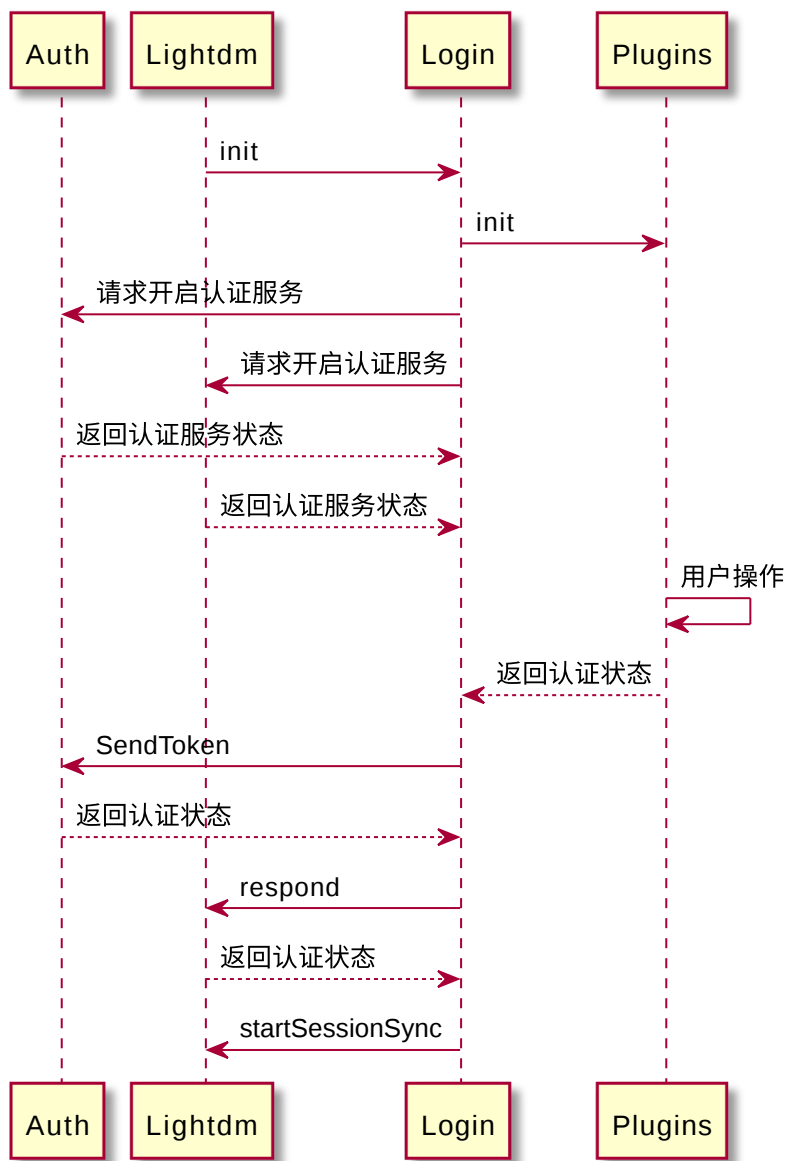 Auth Lightdm Login Plugins
init
init
请求开启认证服务
请求开启认证服务
返回认证服务状态
返回认证服务状态
用户操作
返回认证状态
SendToken
返回认证状态
respond
返回认证状态
startSessionSync
Auth Lightdm Login Plugins